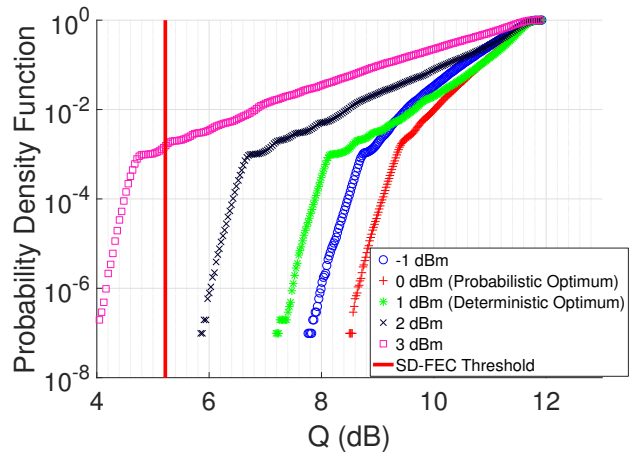 Probability Density Function
10^0
10^-2
10^-4
10^-6
10^-8
-1 dBm
0 dBm (Probabilistic Optimum)
1 dBm (Deterministic Optimum)
2 dBm
3 dBm
SD-FEC Threshold
4 6 8 10 12
Q (dB)